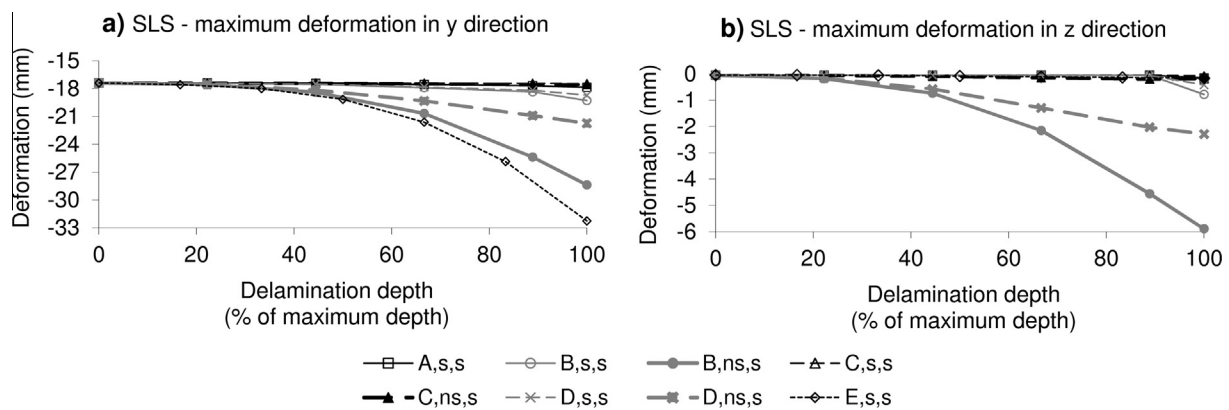 a) SLS - maximum deformation in y direction
Deformation (mm)
-15
-18
-21
-24
-27
-30
-33
0 20 40 60 80 100
Delamination depth
(% of maximum depth)
b) SLS - maximum deformation in z direction
Deformation (mm)
0
-1
-2
-3
-4
-5
-6
0 20 40 60 80 100
Delamination depth
(% of maximum depth)
A,s,s B,s,s B,ns,s C,s,s
C,ns,s D,s,s D,ns,s E,s,s